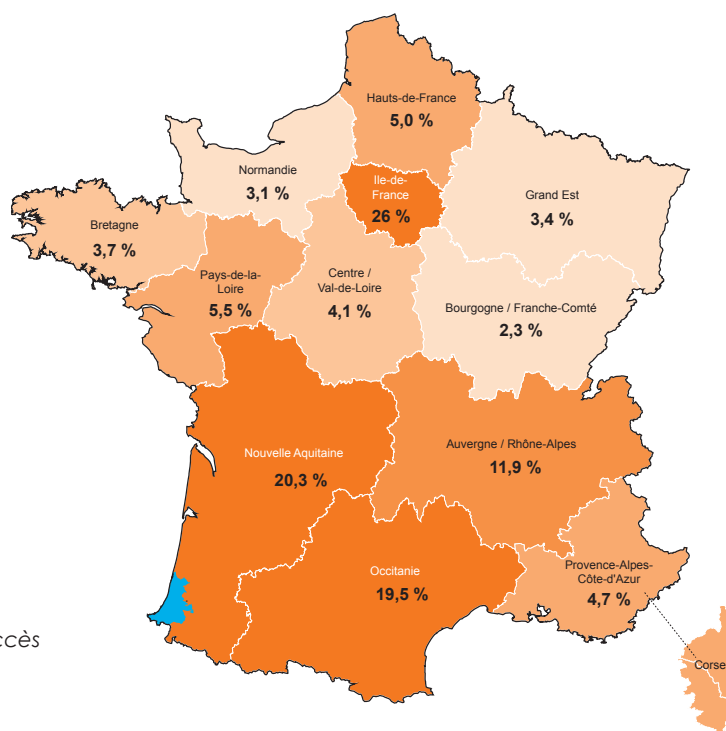 Hauts-de-France
5,0 %
Normandie
3,1 %
Ile-de-
France
26 %
Grand Est
3,4 %
Bretagne
3,7 %
Pays-de-la-
Loire
5,5 %
Centre /
Val-de-Loire
4,1 %
Bourgogne / Franche-Comté
2,3 %
Nouvelle Aquitaine
20,3 %
Auvergne / Rhône-Alpes
11,9 %
Occitanie
19,5 %
Provence-Alpes-
Côte-d'Azur
4,7 %
ccès
Corse